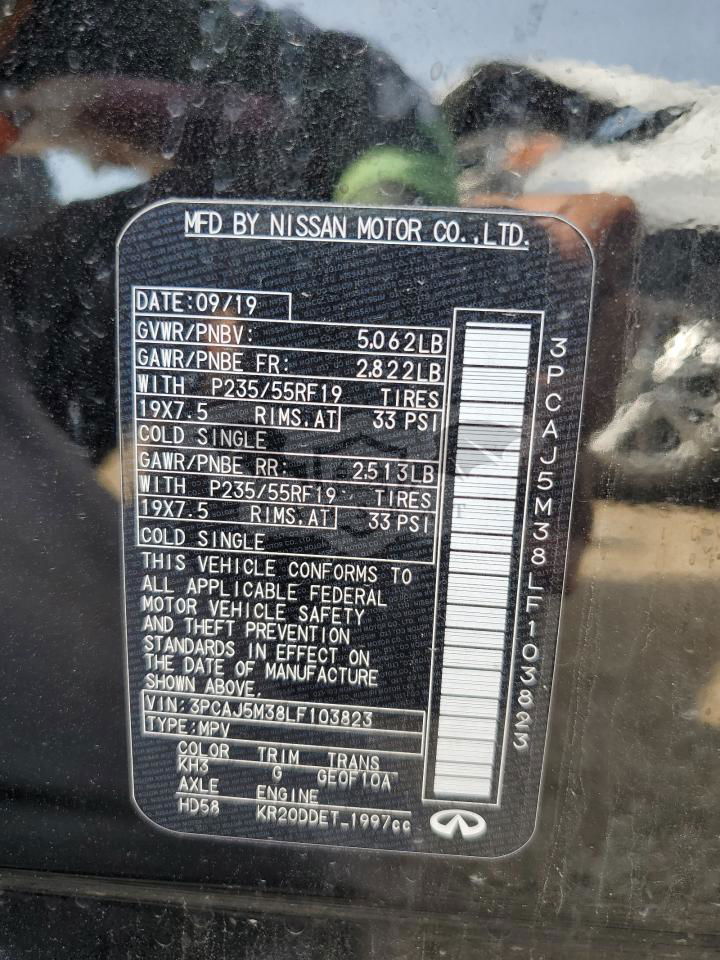 MFD BY NISSAN MOTOR CO.,LTD.
DATE:09/19
GVWR/PNBV: 5.062LB
GAWR/PNBE FR: 2.822LB
WITH P235/55RF19 TIRES
19X7.5 RIMS.AT 33 PSI
COLD SINGLE
GAWR/PNBE RR: 2.513LB
WITH P235/55RF19 TIRES
19X7.5 RIMS.AT 33 PSI
COLD SINGLE
THIS VEHICLE CONFORMS TO
ALL APPLICABLE FEDERAL
MOTOR VEHICLE SAFETY
AND THEFT PREVENTION
STANDARDS IN EFFECT ON
THE DATE OF MANUFACTURE
SHOWN ABOVE.
VIN:3PCAJ5M38LF103823
TYPE:MPV
COLOR TRIM TRANS
KH3 G GE0F10A
AXLE ENGINE
HD58 KR20DDET_1997cc
3PCAJ5M38LF103823